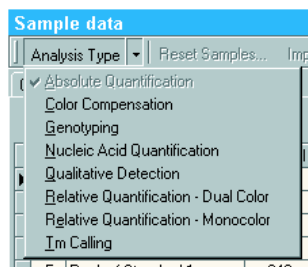 Sample data
Analysis Type Reset Samples...
Absolute Quantification
Color Compensation
Genotyping
Nucleic Acid Quantification
Qualitative Detection
Relative Quantification - Dual Color
Relative Quantification - Monocolor
Tm Calling